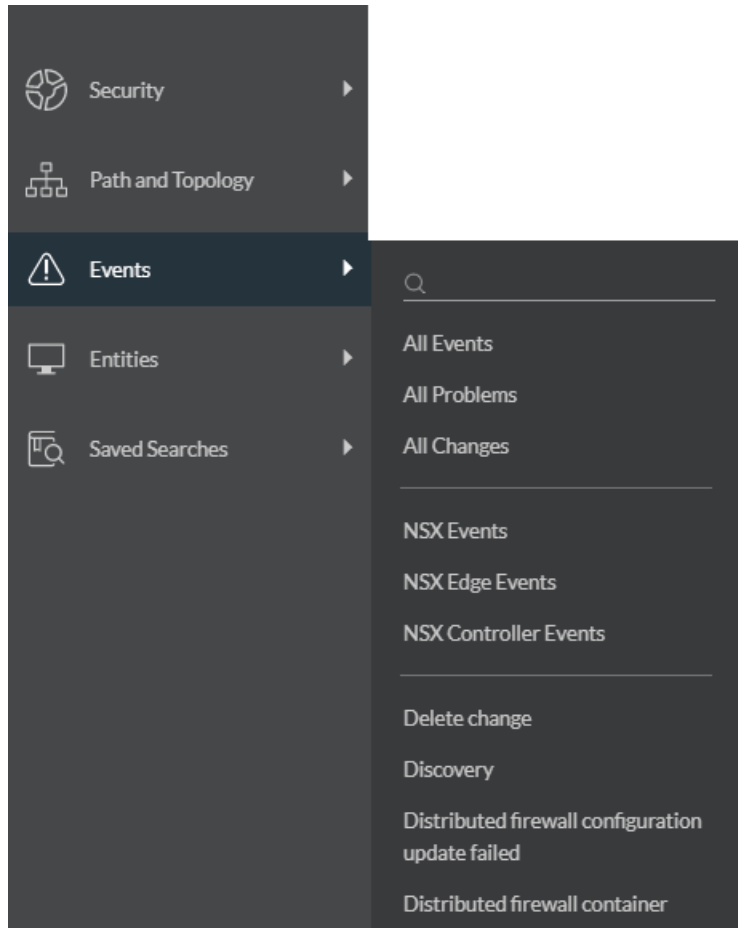 Security
Path and Topology
Events
Entities
Saved Searches
All Events
All Problems
All Changes
NSX Events
NSX Edge Events
NSX Controller Events
Delete change
Discovery
Distributed firewall configuration
update failed
Distributed firewall container